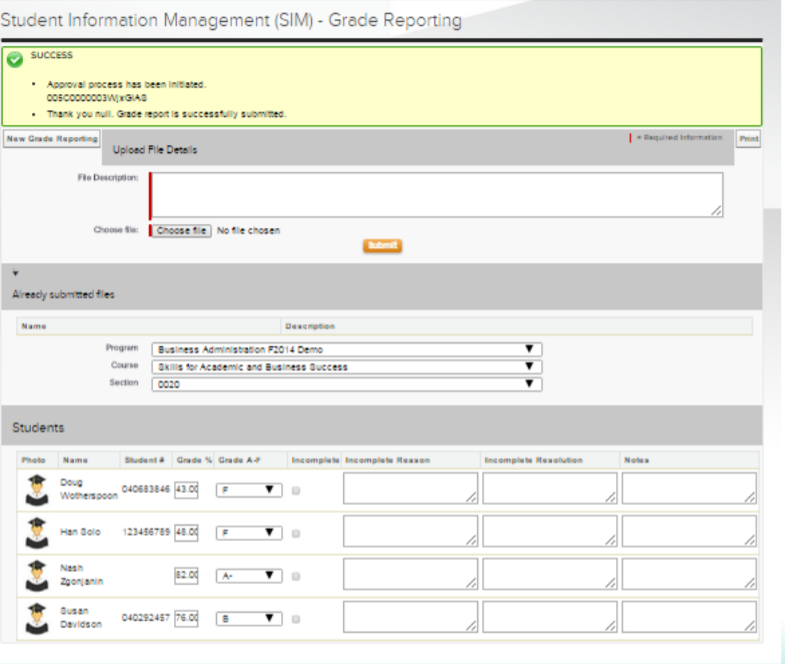 Student Information Management (SIM) - Grade Reporting
SUCCESS
Approval process has been initiated.
005C0000003WjxGIAS
Thank you null. Grade report is successfully submitted.
New Grade Reporting
Upload File Details
= Required Information
Print
File Description:
Choose file: Choose file No file chosen
Submit
Already submitted files
Name Description
Program Business Administration F2014 Demo
Course Skills for Academic and Business Success
Section 0020
Students
Photo Name Student # Grade % Grade A-F Incomplete Incomplete Reason Incomplete Resolution Notes
Doug Wotherspoon 040683846 43.00 F
Han Solo 123456789 48.00 F
Nash Zgonjanin 82.00 A-
Susan Davidson 040292457 76.00 B